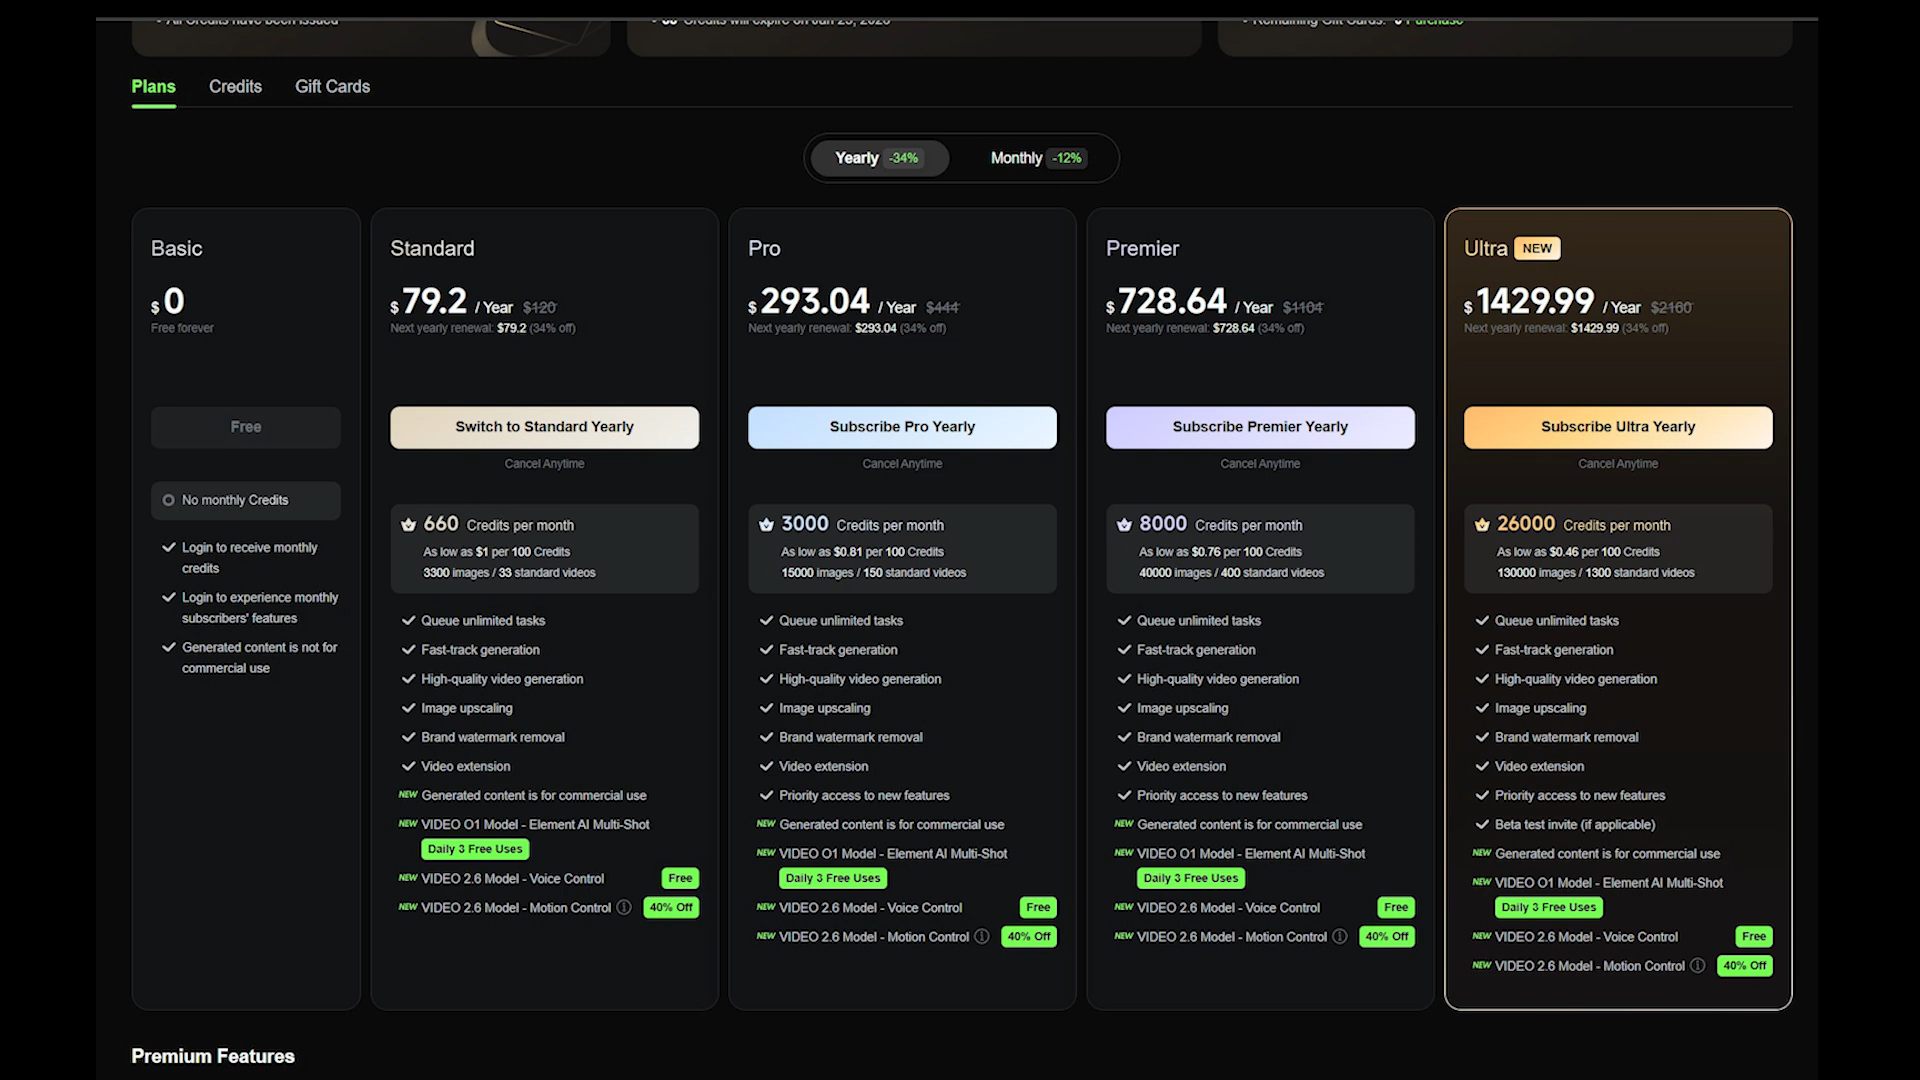 All Credits have been issued
Credits will expire on Jan 23, 2026
Remaining Gift Cards: 0 Purchase
Plans
Credits
Gift Cards
Yearly -34%
Monthly -12%
Basic
$ 0
Free forever
Free
No monthly Credits
Login to receive monthly
credits
Login to experience monthly
subscribers' features
Generated content is not for
commercial use
Standard
$ 79.2 / Year $120
Next yearly renewal: $79.2 (34% off)
Switch to Standard Yearly
Cancel Anytime
660 Credits per month
As low as $1 per 100 Credits
3300 images / 33 standard videos
Queue unlimited tasks
Fast-track generation
High-quality video generation
Image upscaling
Brand watermark removal
Video extension
NEW Generated content is for commercial use
NEW VIDEO O1 Model - Element AI Multi-Shot
Daily 3 Free Uses
NEW VIDEO 2.6 Model - Voice Control Free
NEW VIDEO 2.6 Model - Motion Control 40% Off
Pro
$ 293.04 / Year $444
Next yearly renewal: $293.04 (34% off)
Subscribe Pro Yearly
Cancel Anytime
3000 Credits per month
As low as $0.81 per 100 Credits
15000 images / 150 standard videos
Queue unlimited tasks
Fast-track generation
High-quality video generation
Image upscaling
Brand watermark removal
Video extension
Priority access to new features
NEW Generated content is for commercial use
NEW VIDEO O1 Model - Element AI Multi-Shot
Daily 3 Free Uses
NEW VIDEO 2.6 Model - Voice Control Free
NEW VIDEO 2.6 Model - Motion Control 40% Off
Premier
$ 728.64 / Year $1104
Next yearly renewal: $728.64 (34% off)
Subscribe Premier Yearly
Cancel Anytime
8000 Credits per month
As low as $0.76 per 100 Credits
40000 images / 400 standard videos
Queue unlimited tasks
Fast-track generation
High-quality video generation
Image upscaling
Brand watermark removal
Video extension
Priority access to new features
NEW Generated content is for commercial use
NEW VIDEO O1 Model - Element AI Multi-Shot
Daily 3 Free Uses
NEW VIDEO 2.6 Model - Voice Control Free
NEW VIDEO 2.6 Model - Motion Control 40% Off
Ultra NEW
$ 1429.99 / Year $2160
Next yearly renewal: $1429.99 (34% off)
Subscribe Ultra Yearly
Cancel Anytime
26000 Credits per month
As low as $0.46 per 100 Credits
130000 images / 1300 standard videos
Queue unlimited tasks
Fast-track generation
High-quality video generation
Image upscaling
Brand watermark removal
Video extension
Priority access to new features
Beta test invite (if applicable)
NEW Generated content is for commercial use
NEW VIDEO O1 Model - Element AI Multi-Shot
Daily 3 Free Uses
NEW VIDEO 2.6 Model - Voice Control Free
NEW VIDEO 2.6 Model - Motion Control 40% Off
Premium Features